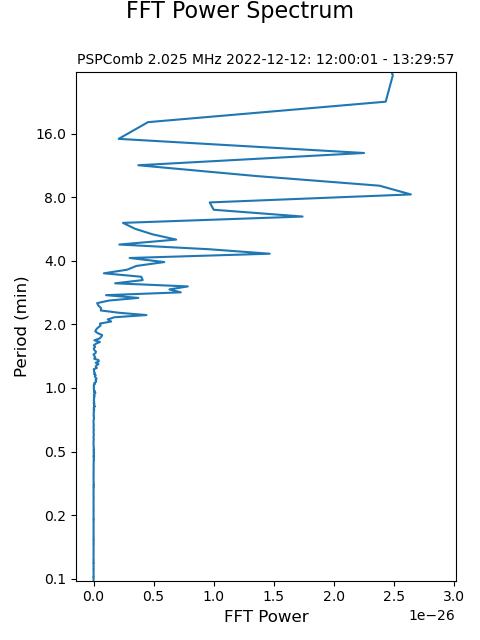 FFT Power Spectrum
PSPComb 2.025 MHz 2022-12-12: 12:00:01 - 13:29:57
16.0
8.0
4.0
2.0
1.0
0.5
0.2
0.1
Period (min)
0.0 0.5 1.0 1.5 2.0 2.5 3.0
FFT Power
1e−26